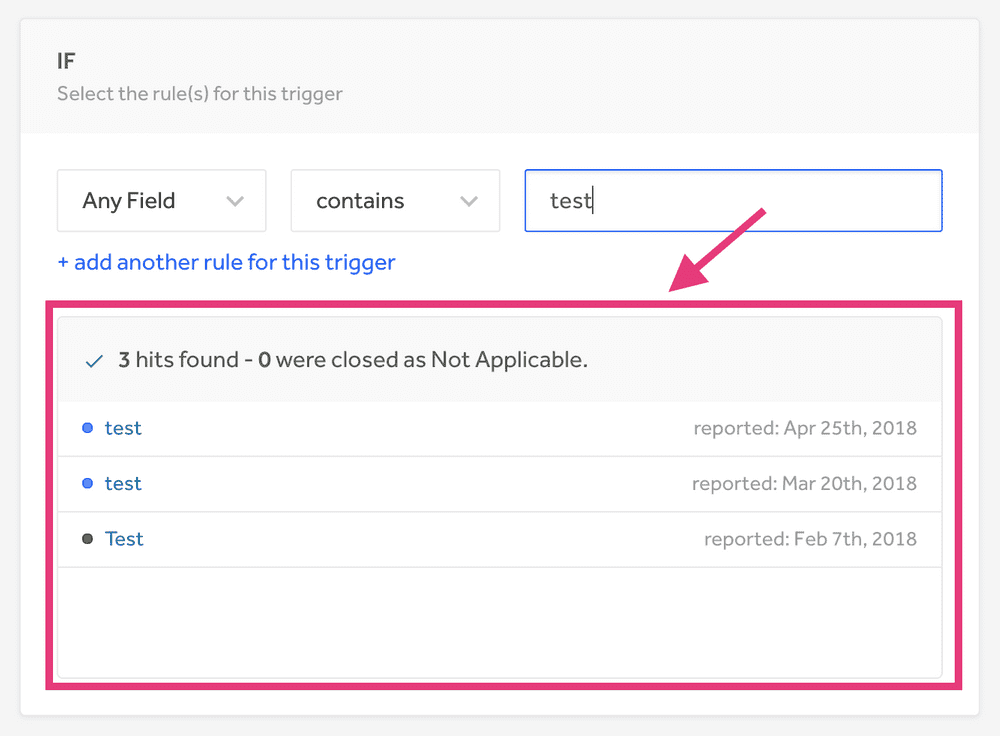 IF
Select the rule(s) for this trigger
Any Field contains test
+ add another rule for this trigger
3 hits found - 0 were closed as Not Applicable.
test reported: Apr 25th, 2018
test reported: Mar 20th, 2018
Test reported: Feb 7th, 2018